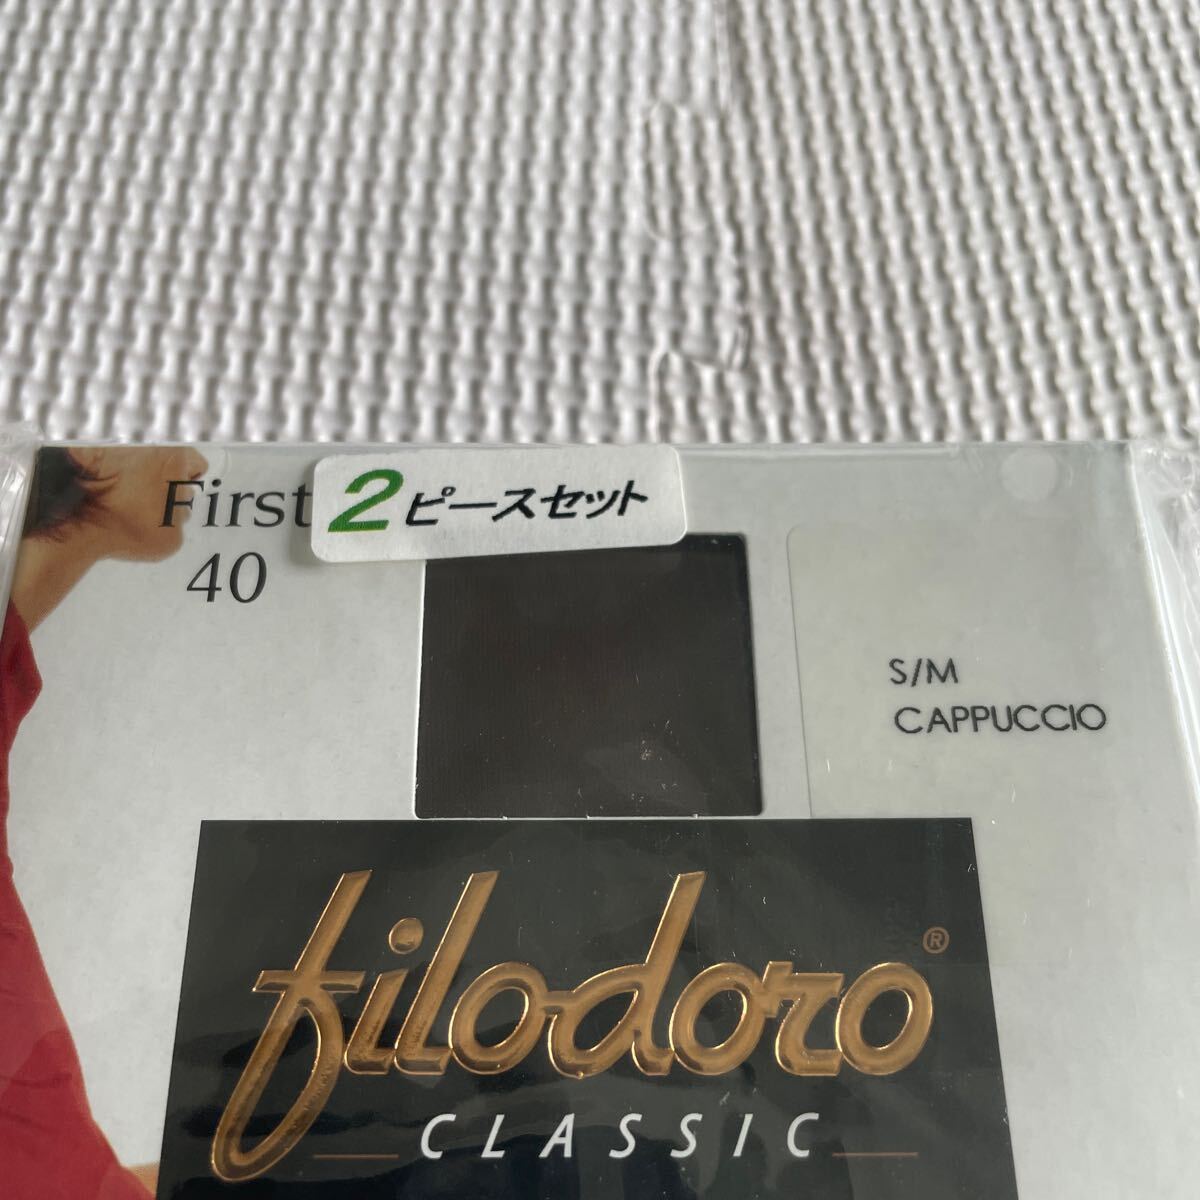 First
40
2ピースセット
S/M
CAPPUCCIO
filodoro®
CLASSIC